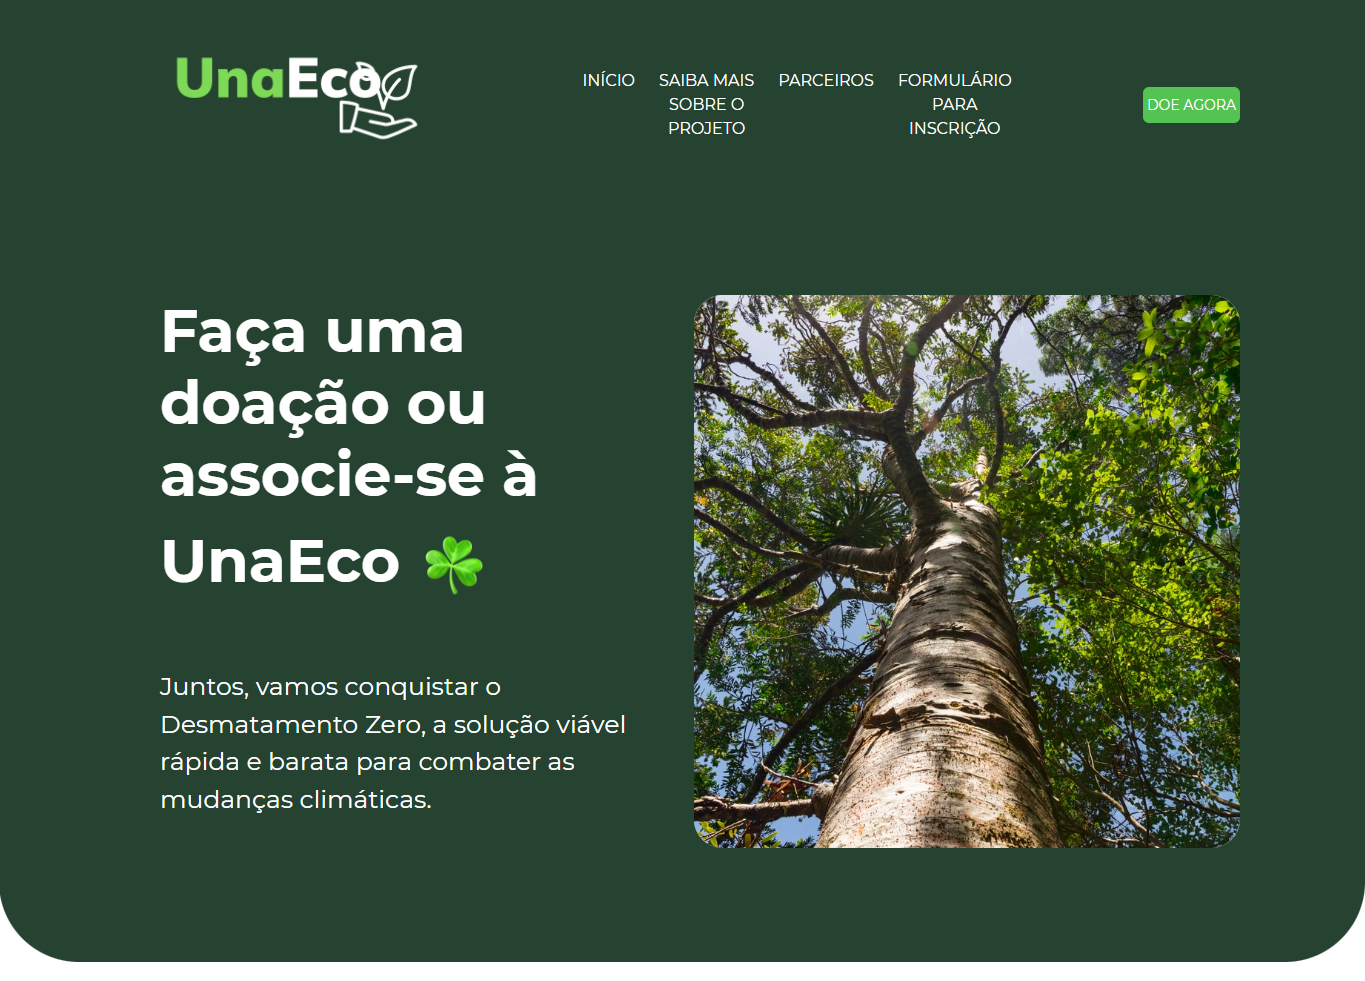 UnaEco
INÍCIO
SAIBA MAIS
SOBRE O
PROJETO
PARCEIROS
FORMULÁRIO
PARA
INSCRIÇÃO
DOE AGORA
Faça uma
doação ou
associe-se à
UnaEco ☘️
Juntos, vamos conquistar o
Desmatamento Zero, a solução viável
rápida e barata para combater as
mudanças climáticas.